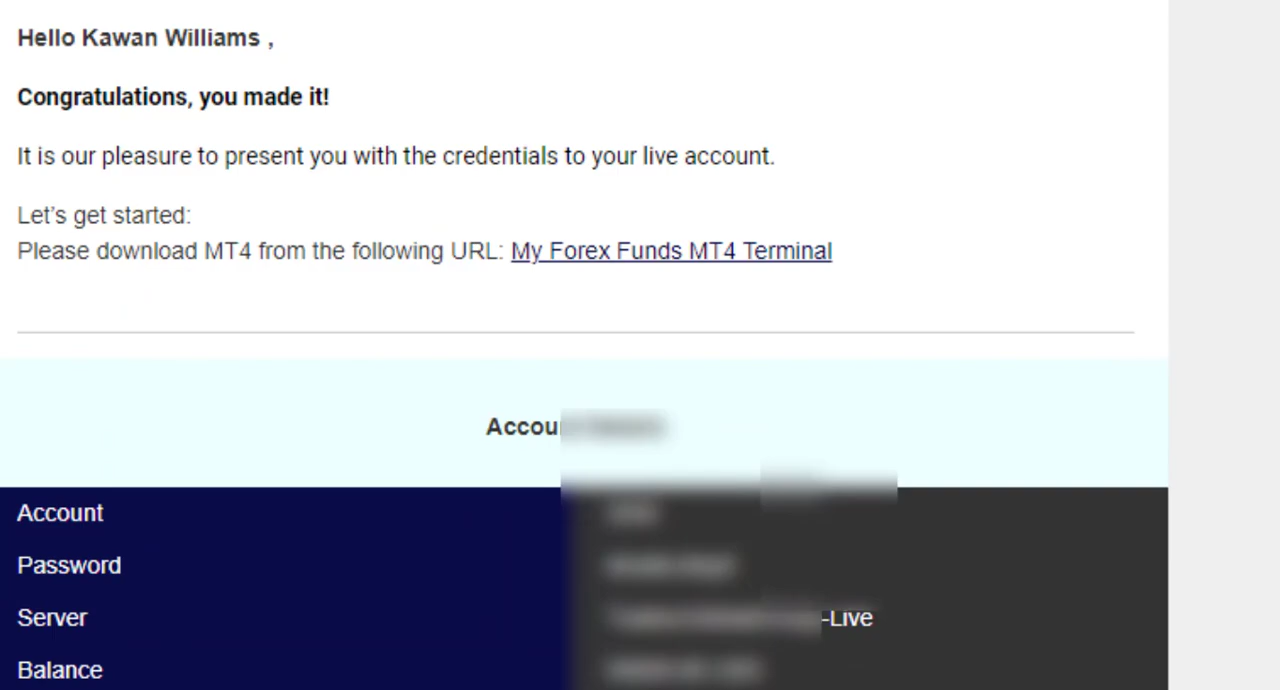 Hello Kawan Williams ,
Congratulations, you made it!
It is our pleasure to present you with the credentials to your live account.
Let's get started:
Please download MT4 from the following URL: My Forex Funds MT4 Terminal
Accou
Account
Password
Server -Live
Balance